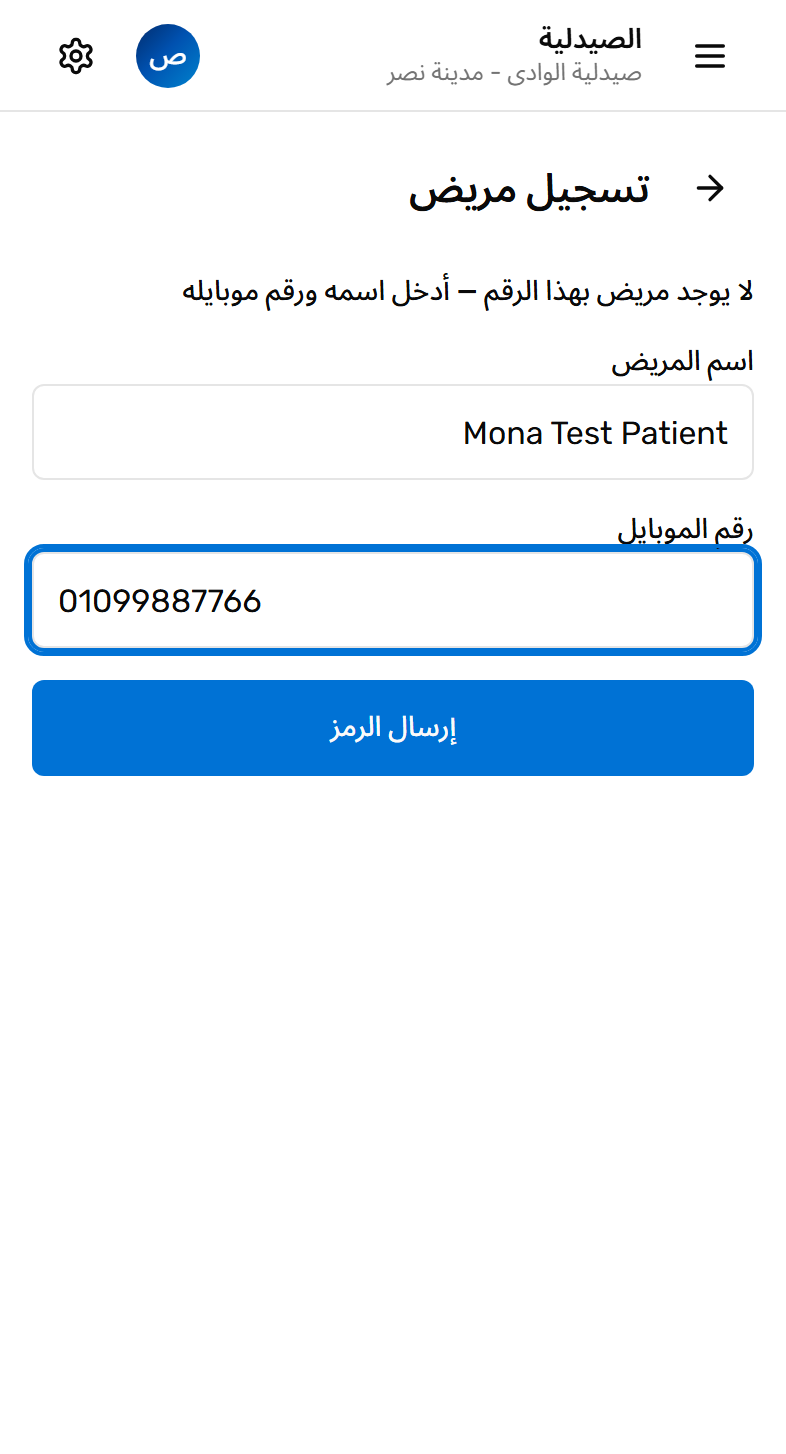 الصيدلية
صيدلية الوادى - مدينة نصر
ص
تسجيل مريض
لا يوجد مريض بهذا الرقم – أدخل اسمه ورقم موبايله
اسم المريض
Mona Test Patient
رقم الموبايل
01099887766
إرسال الرمز